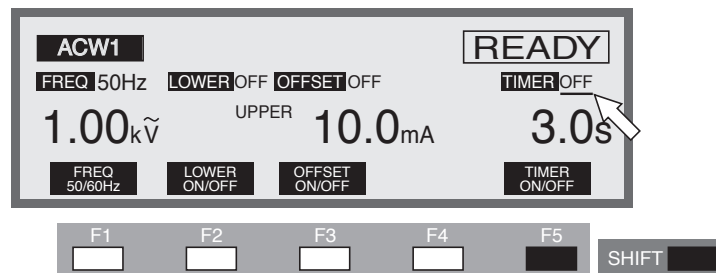 ACW1 READY
FREQ 50Hz LOWER OFF OFFSET OFF TIMER OFF
1.00kṼ UPPER 10.0mA 3.0s
FREQ 50/60Hz LOWER ON/OFF OFFSET ON/OFF TIMER ON/OFF
F1 F2 F3 F4 F5
SHIFT